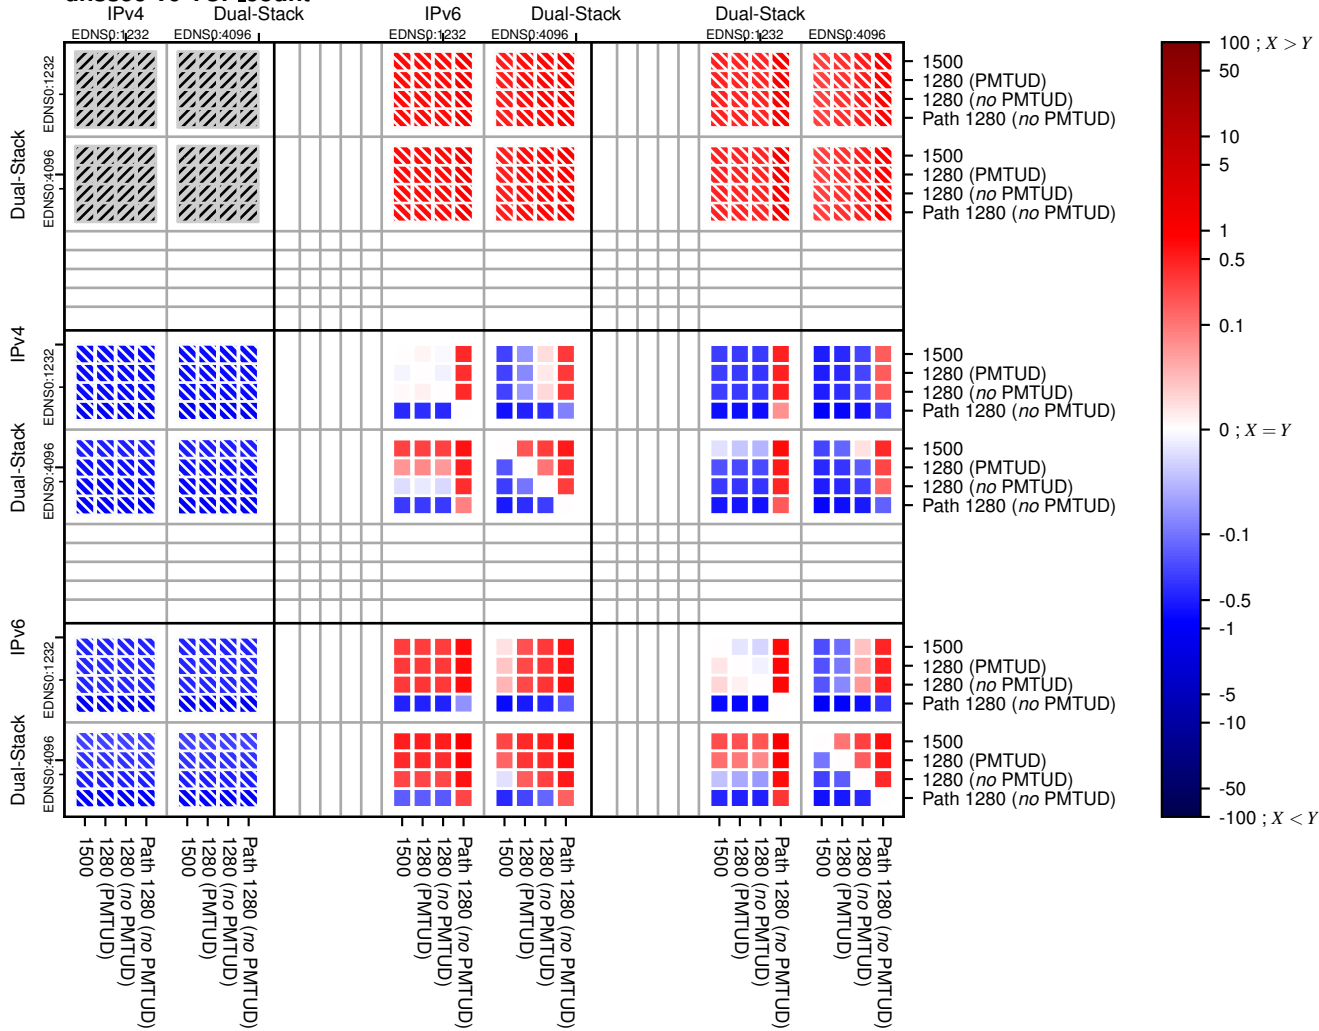 IPv4 Dual-Stack IPv6 Dual-Stack Dual-Stack
EDNS0:1232 EDNS0:4096 EDNS0:1232 EDNS0:4096 EDNS0:1232 EDNS0:4096
Dual-Stack
EDNS0:1232
1500
1280 (PMTUD)
1280 (no PMTUD)
Path 1280 (no PMTUD)
EDNS0:4096
1500
1280 (PMTUD)
1280 (no PMTUD)
Path 1280 (no PMTUD)
IPv4
Dual-Stack
EDNS0:1232
1500
1280 (PMTUD)
1280 (no PMTUD)
Path 1280 (no PMTUD)
EDNS0:4096
1500
1280 (PMTUD)
1280 (no PMTUD)
Path 1280 (no PMTUD)
IPv6
Dual-Stack
EDNS0:1232
1500
1280 (PMTUD)
1280 (no PMTUD)
Path 1280 (no PMTUD)
EDNS0:4096
1500
1280 (PMTUD)
1280 (no PMTUD)
Path 1280 (no PMTUD)
1500
1280 (PMTUD)
1280 (no PMTUD)
Path 1280 (no PMTUD)
1500
1280 (PMTUD)
1280 (no PMTUD)
Path 1280 (no PMTUD)
1500
1280 (PMTUD)
1280 (no PMTUD)
Path 1280 (no PMTUD)
1500
1280 (PMTUD)
1280 (no PMTUD)
Path 1280 (no PMTUD)
1500
1280 (PMTUD)
1280 (no PMTUD)
Path 1280 (no PMTUD)
1500
1280 (PMTUD)
1280 (no PMTUD)
Path 1280 (no PMTUD)
100 ; X > Y
50
10
5
1
0.5
0.1
0 ; X = Y
-0.1
-0.5
-1
-5
-10
-50
-100 ; X < Y